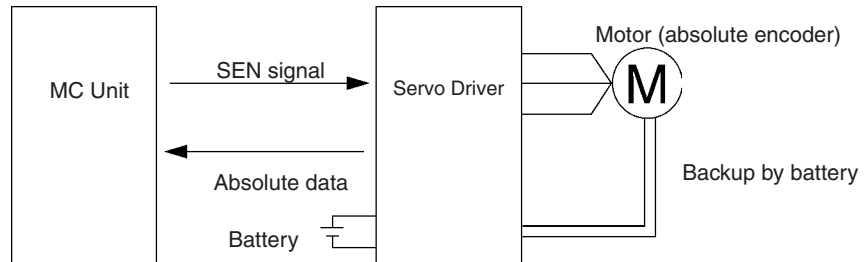 Motor (absolute encoder)
SEN signal
MC Unit
Servo Driver
M
Absolute data
Backup by battery
Battery